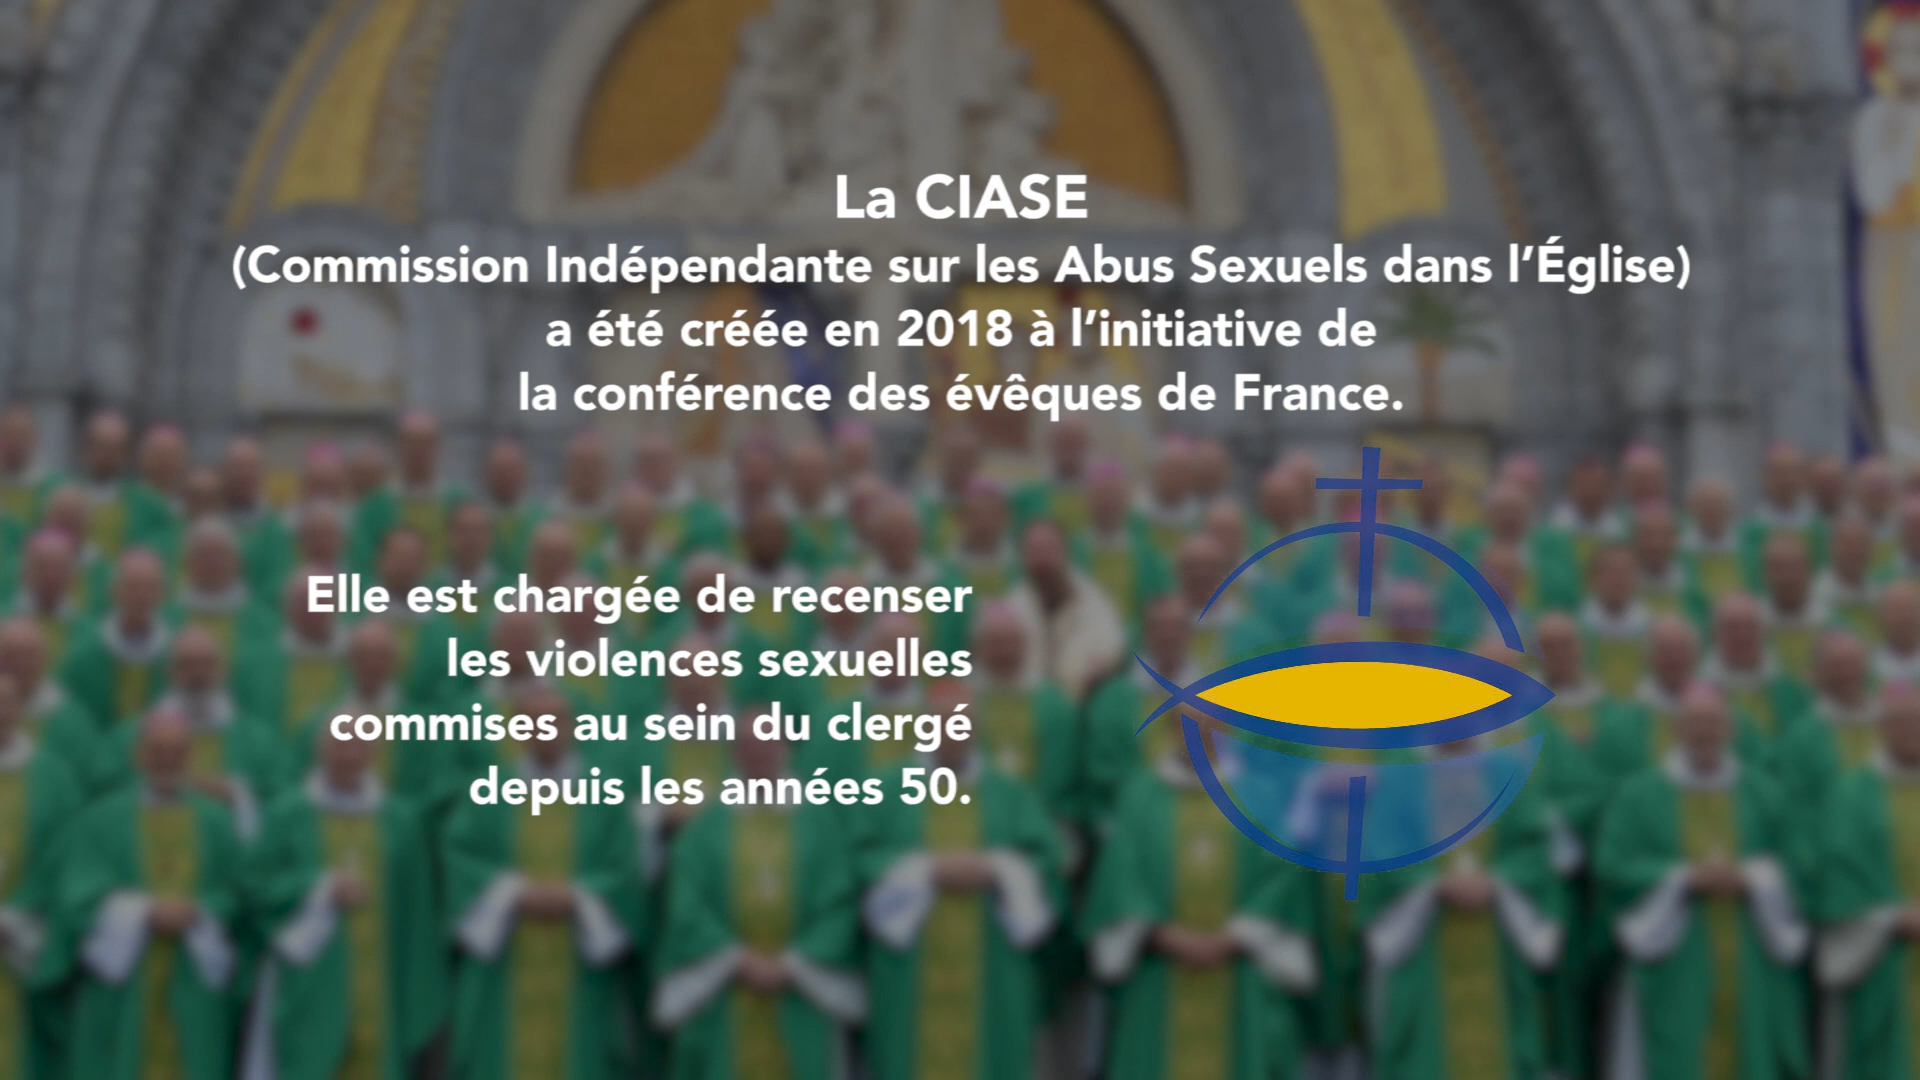 La CIASE
(Commission Indépendante sur les Abus Sexuels dans l’Église)
a été créée en 2018 à l’initiative de
la conférence des évêques de France.
Elle est chargée de recenser
les violences sexuelles
commises au sein du clergé
depuis les années 50.